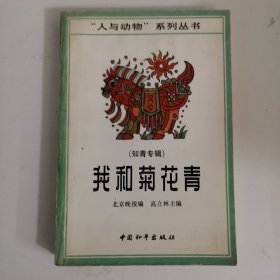 “人与动物”系列丛书
(知青专辑)
我和菊花青
北京晚报编 高立林主编
中国和平出版社